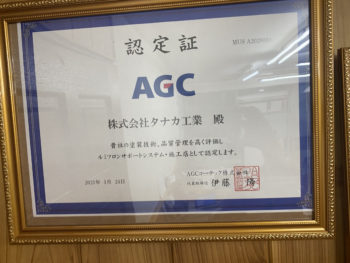 認定証
AGC
株式会社タナカ工業 殿
貴社の塗装技術、品質管理を高く評価し
ルミフロンサポートシステム・施工店として認定します。
AGCコーテック株式会社
代表取締役 伊藤